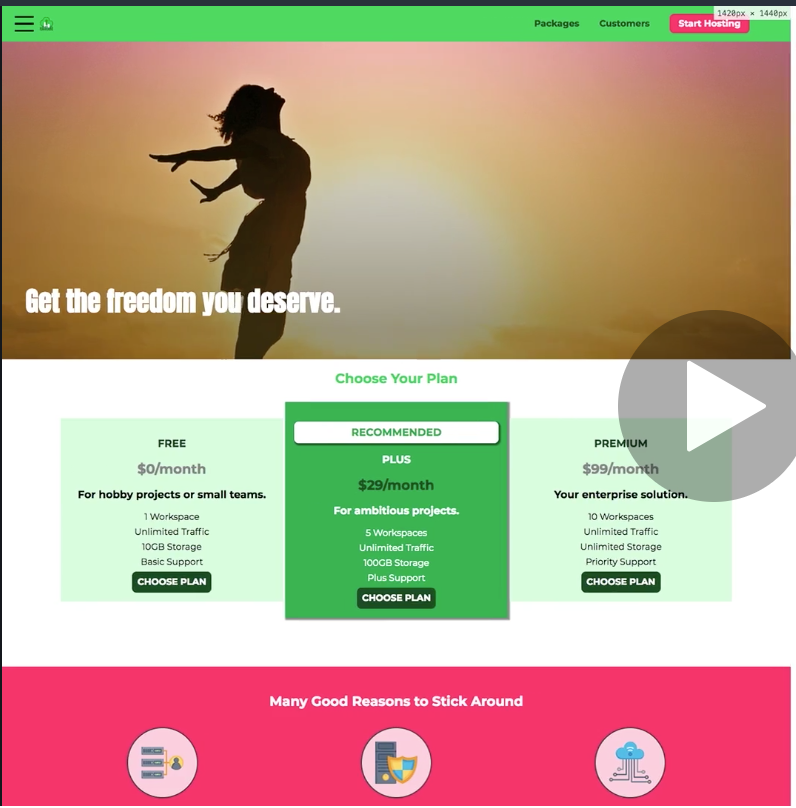 1420px × 1440px
Packages
Customers
Start Hosting
Get the freedom you deserve.
Choose Your Plan
FREE
$0/month
For hobby projects or small teams.
1 Workspace
Unlimited Traffic
10GB Storage
Basic Support
CHOOSE PLAN
RECOMMENDED
PLUS
$29/month
For ambitious projects.
5 Workspaces
Unlimited Traffic
100GB Storage
Plus Support
CHOOSE PLAN
PREMIUM
$99/month
Your enterprise solution.
10 Workspaces
Unlimited Traffic
Unlimited Storage
Priority Support
CHOOSE PLAN
Many Good Reasons to Stick Around